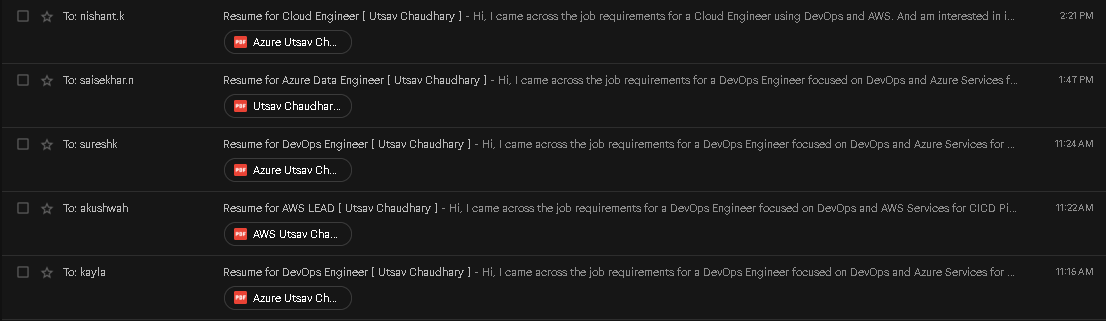 To: nishant.k Resume for Cloud Engineer [ Utsav Chaudhary ] - Hi, I came across the job requirements for a Cloud Engineer using DevOps and AWS. And am interested in i... 2:21 PM
PDF Azure Utsav Ch...
To: saisekhar.n Resume for Azure Data Engineer [ Utsav Chaudhary ] - Hi, I came across the job requirements for a DevOps Engineer focused on DevOps and Azure Services f... 1:47 PM
PDF Utsav Chaudhar...
To: sureshk Resume for DevOps Engineer [ Utsav Chaudhary ] - Hi, I came across the job requirements for a DevOps Engineer focused on DevOps and Azure Services for ... 11:24 AM
PDF Azure Utsav Ch...
To: akushwah Resume for AWS LEAD [ Utsav Chaudhary ] - Hi, I came across the job requirements for a DevOps Engineer focused on DevOps and AWS Services for CICD Pi... 11:22 AM
PDF AWS Utsav Cha...
To: kayla Resume for DevOps Engineer [ Utsav Chaudhary ] - Hi, I came across the job requirements for a DevOps Engineer focused on DevOps and Azure Services for ... 11:16 AM
PDF Azure Utsav Ch...